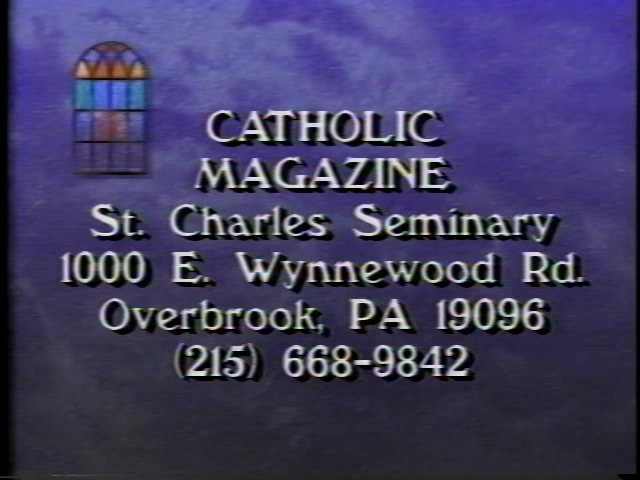 CATHOLIC
MAGAZINE
St. Charles Seminary
1000 E. Wynnewood Rd.
Overbrook, PA 19096
(215) 668-9842